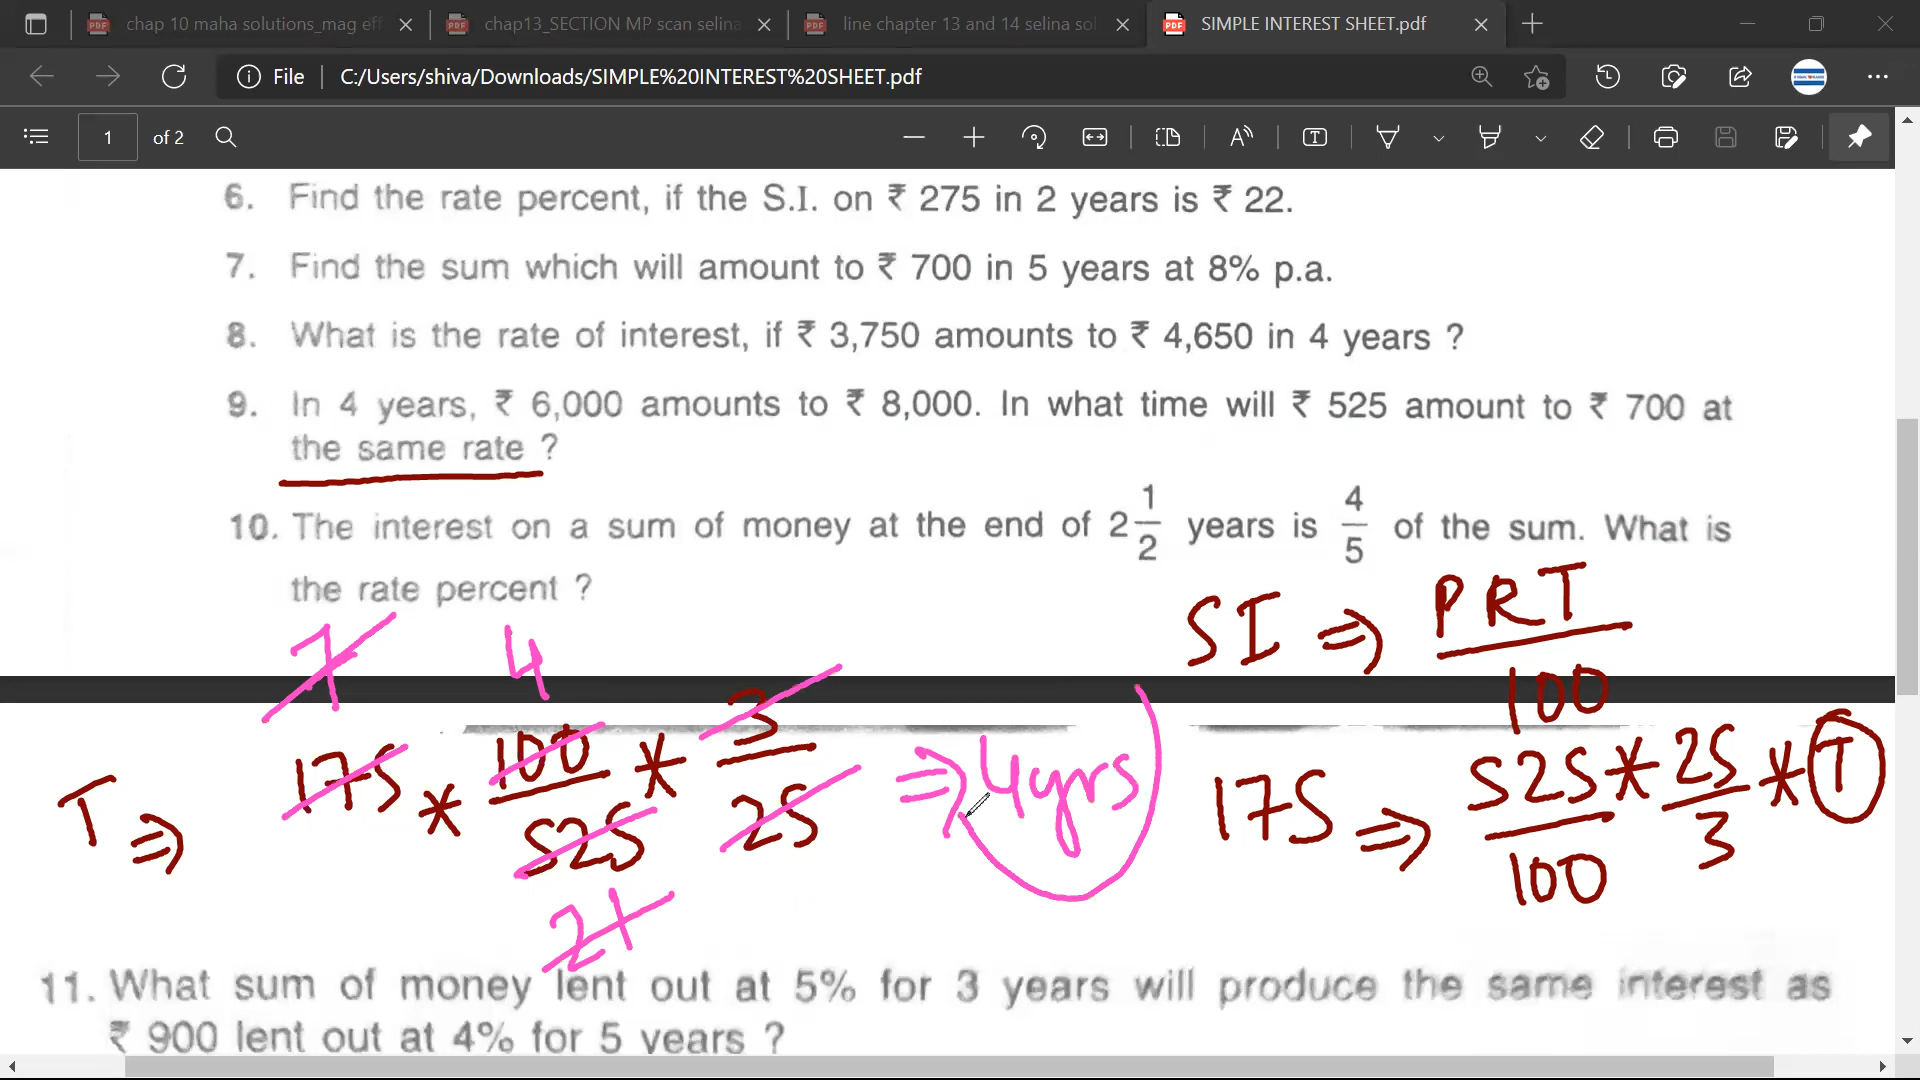 chap 10 maha solutions_mag eff
chap13_SECTION MP scan selina
line chapter 13 and 14 selina sol
SIMPLE INTEREST SHEET.pdf
File
C:/Users/shiva/Downloads/SIMPLE%20INTEREST%20SHEET.pdf
1 of 2
6. Find the rate percent, if the S.I. on ₹ 275 in 2 years is ₹ 22.
7. Find the sum which will amount to ₹ 700 in 5 years at 8% p.a.
8. What is the rate of interest, if ₹ 3,750 amounts to ₹ 4,650 in 4 years ?
9. In 4 years, ₹ 6,000 amounts to ₹ 8,000. In what time will ₹ 525 amount to ₹ 700 at
the same rate ?
10. The interest on a sum of money at the end of 2 1/2 years is 4/5 of the sum. What is
the rate percent ?
SI ⇒ PRT/100
7 4
T ⇒ 175 * 100/525 * 3/25 ⇒ 4yrs
21
175 ⇒ 525/100 * 25/3 * T
11. What sum of money lent out at 5% for 3 years will produce the same interest as
₹ 900 lent out at 4% for 5 years ?